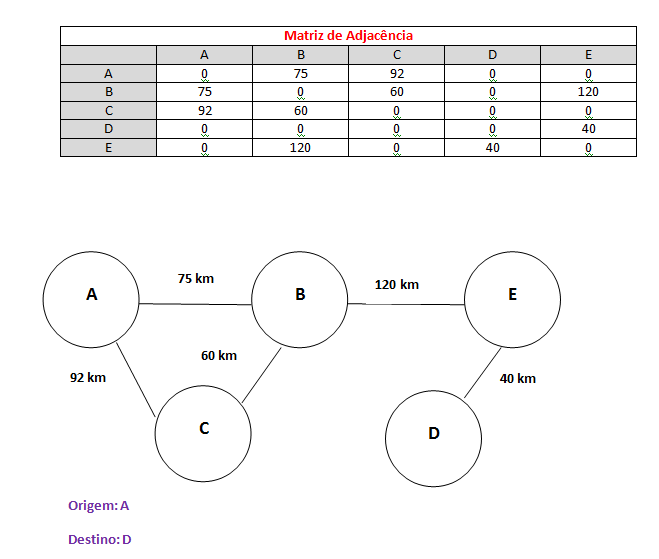 Matriz de Adjacência
A B C D E
A 0 75 92 0 0
B 75 0 60 0 120
C 92 60 0 0 0
D 0 0 0 0 40
E 0 120 0 40 0
75 km
120 km
A B E
60 km
92 km 40 km
C D
Origem: A
Destino: D